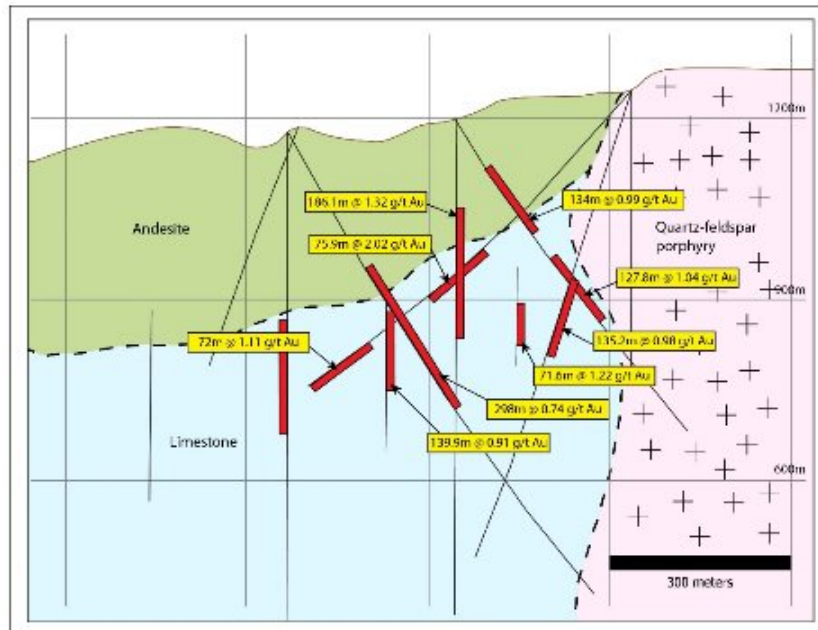 1200m
186.1m @ 1.32 g/t Au
134m @ 0.99 g/t Au
Andesite
75.9m @ 2.02 g/t Au
Quartz-feldspar
porphyry
127.8m @ 1.04 g/t Au
900m
72m @ 1.11 g/t Au
135.2m @ 0.98 g/t Au
71.6m @ 1.22 g/t Au
298m @ 0.74 g/t Au
Limestone
139.9m @ 0.91 g/t Au
600m
300 meters